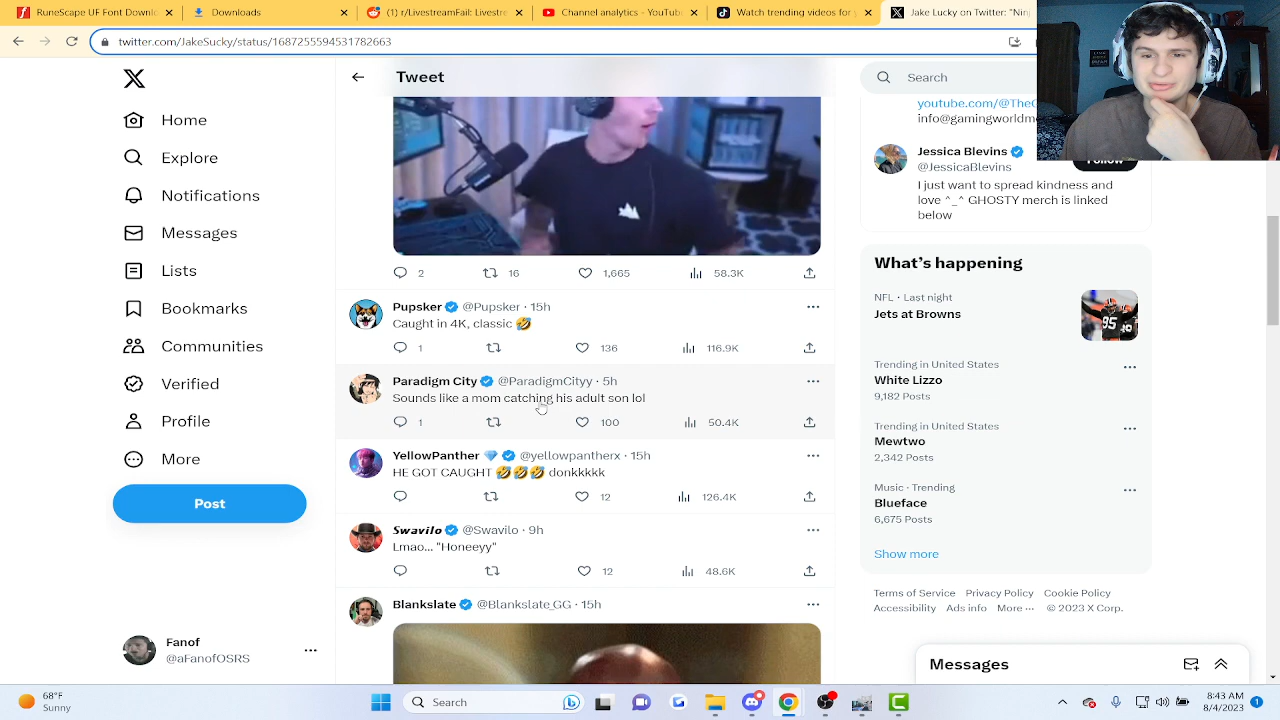 RuneScape UF Downlo
Downloads
(1) /r/LivestreamFail: Livestre
Channel analytics - YouTube
Watch trending videos for y
Jake Lucky on Twitter: "Ninj
twitter.com/JakeSucky/status/1687255594531782663
Home
Explore
Notifications
Messages
Lists
Bookmarks
Communities
Verified
Profile
More
Post
Fanof
@aFanofOSRS
Tweet
2
16
1,665
58.3K
Pupsker @Pupsker · 15h
Caught in 4K, classic 🤣
1
136
116.9K
Paradigm City @ParadigmCityy · 5h
Sounds like a mom catching his adult son lol
1
100
50.4K
YellowPanther 💎 @yellowpantherx · 15h
HE GOT CAUGHT 🤣🤣🤣 donkkkkk
12
126.4K
Swavilo @Swavilo · 9h
Lmao... "Honeeyy"
12
48.6K
Blankslate @Blankslate_GG · 15h
Search
youtube.com/@TheG
info@gamingworldm
Jessica Blevins
@JessicaBlevins
Follow
I just want to spread kindness and
love ^_^ GHOSTY merch is linked
below
What's happening
NFL · Last night
Jets at Browns
Trending in United States
White Lizzo
9,182 Posts
Trending in United States
Mewtwo
2,342 Posts
Music · Trending
Blueface
6,675 Posts
Show more
Terms of Service Privacy Policy Cookie Policy
Accessibility Ads info More ··· © 2023 X Corp.
Messages
68°F
Sunny
Search
8:43 AM
8/4/2023
1